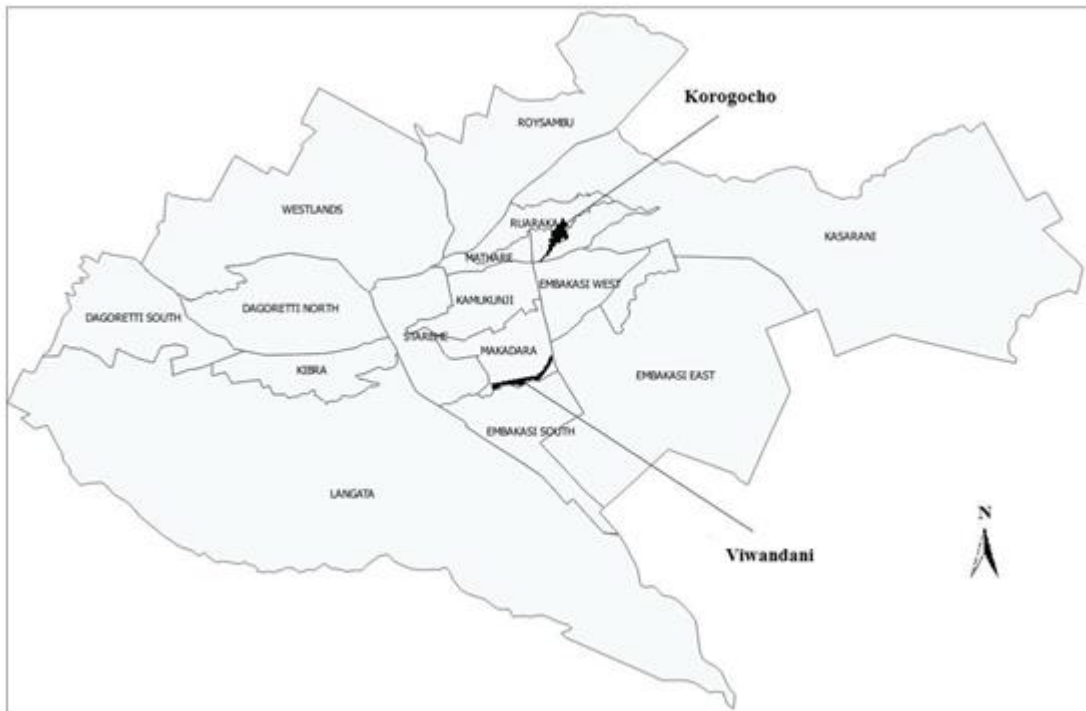 Korogocho
ROYSAMBU
WESTLANDS
RUARAKA
KASARANI
MATHARE
EMBAKASI WEST
KAMUKUNJI
DAGORETTI NORTH
DAGORETTI SOUTH
STAREHE
MAKADARA
KIBRA
EMBAKASI EAST
EMBAKASI SOUTH
LANGATA
N
Viwandani